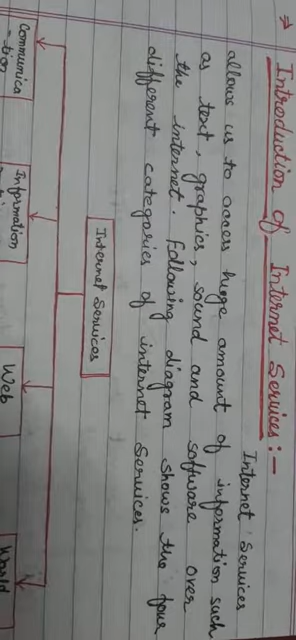 Introduction of Internet Services:-
Internet Services
allows us to access huge amount of information such
as text, graphics, sound and software over
the internet. Following diagram shows the four
different categories of internet Services.
Internet Services
Communica
-tion
Information
Web
World